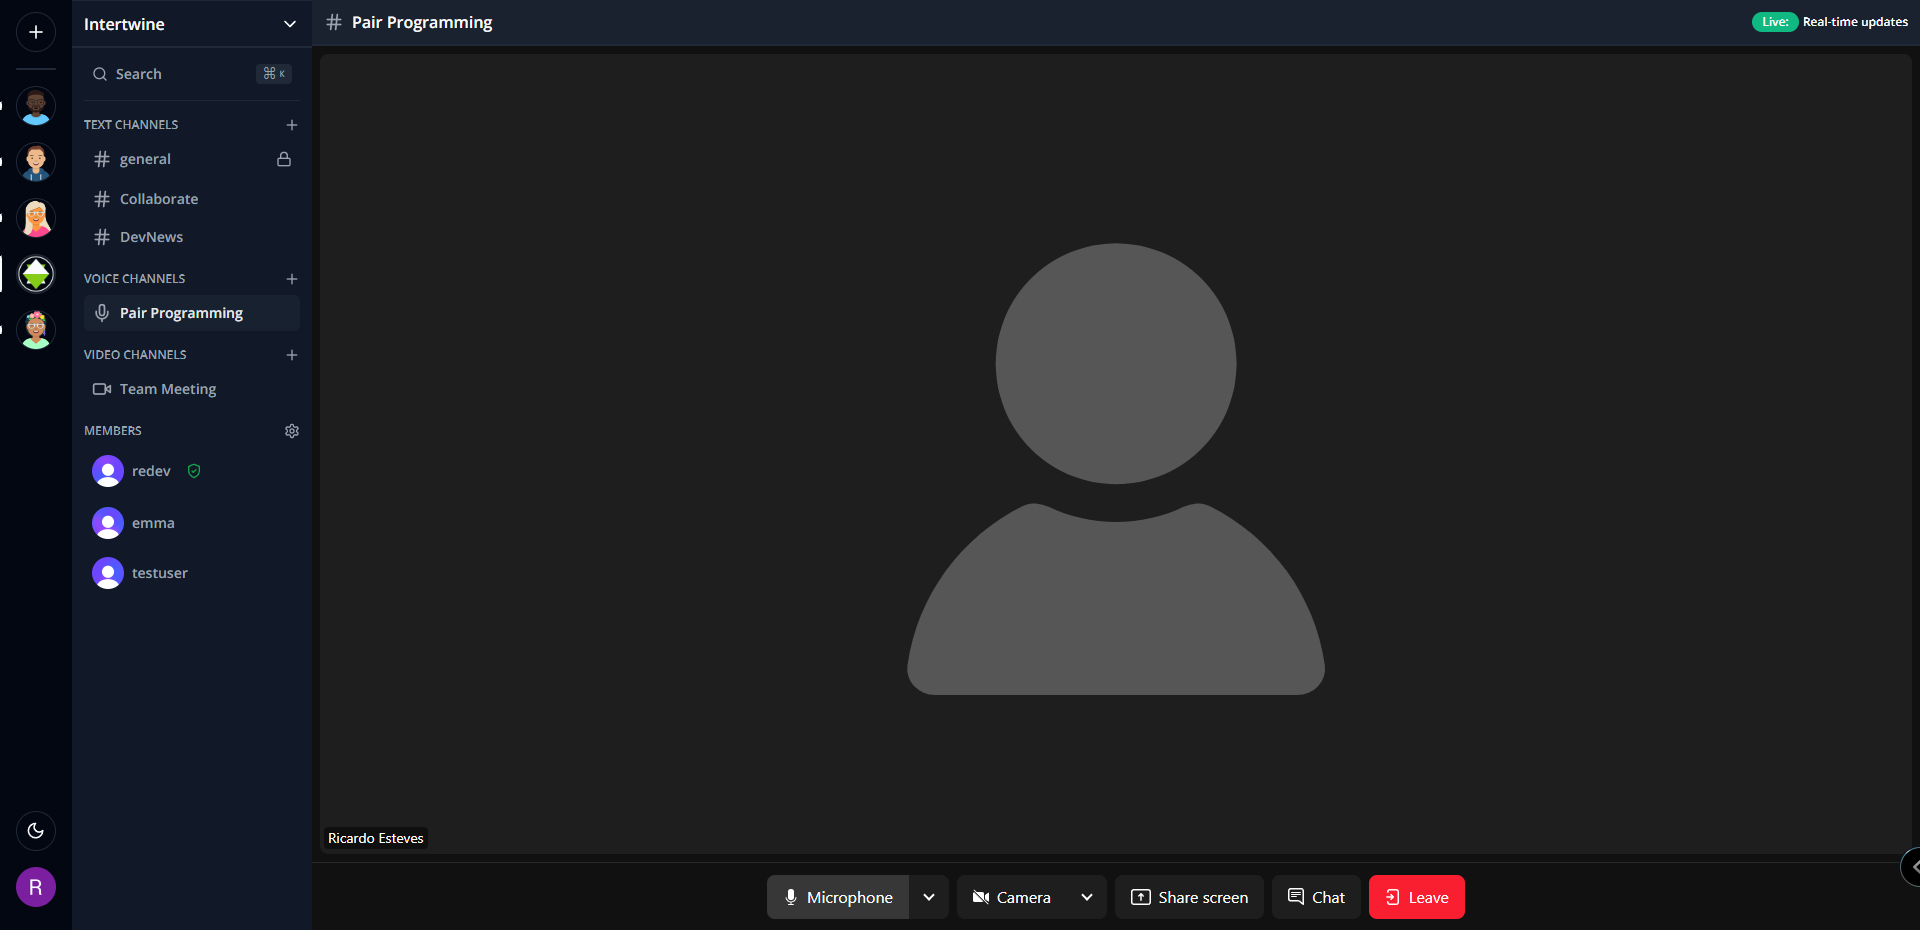 Intertwine
Search
⌘ K
TEXT CHANNELS
general
Collaborate
DevNews
VOICE CHANNELS
Pair Programming
VIDEO CHANNELS
Team Meeting
MEMBERS
redev
emma
testuser
R
# Pair Programming
Live: Real-time updates
Ricardo Esteves
Microphone
Camera
Share screen
Chat
Leave